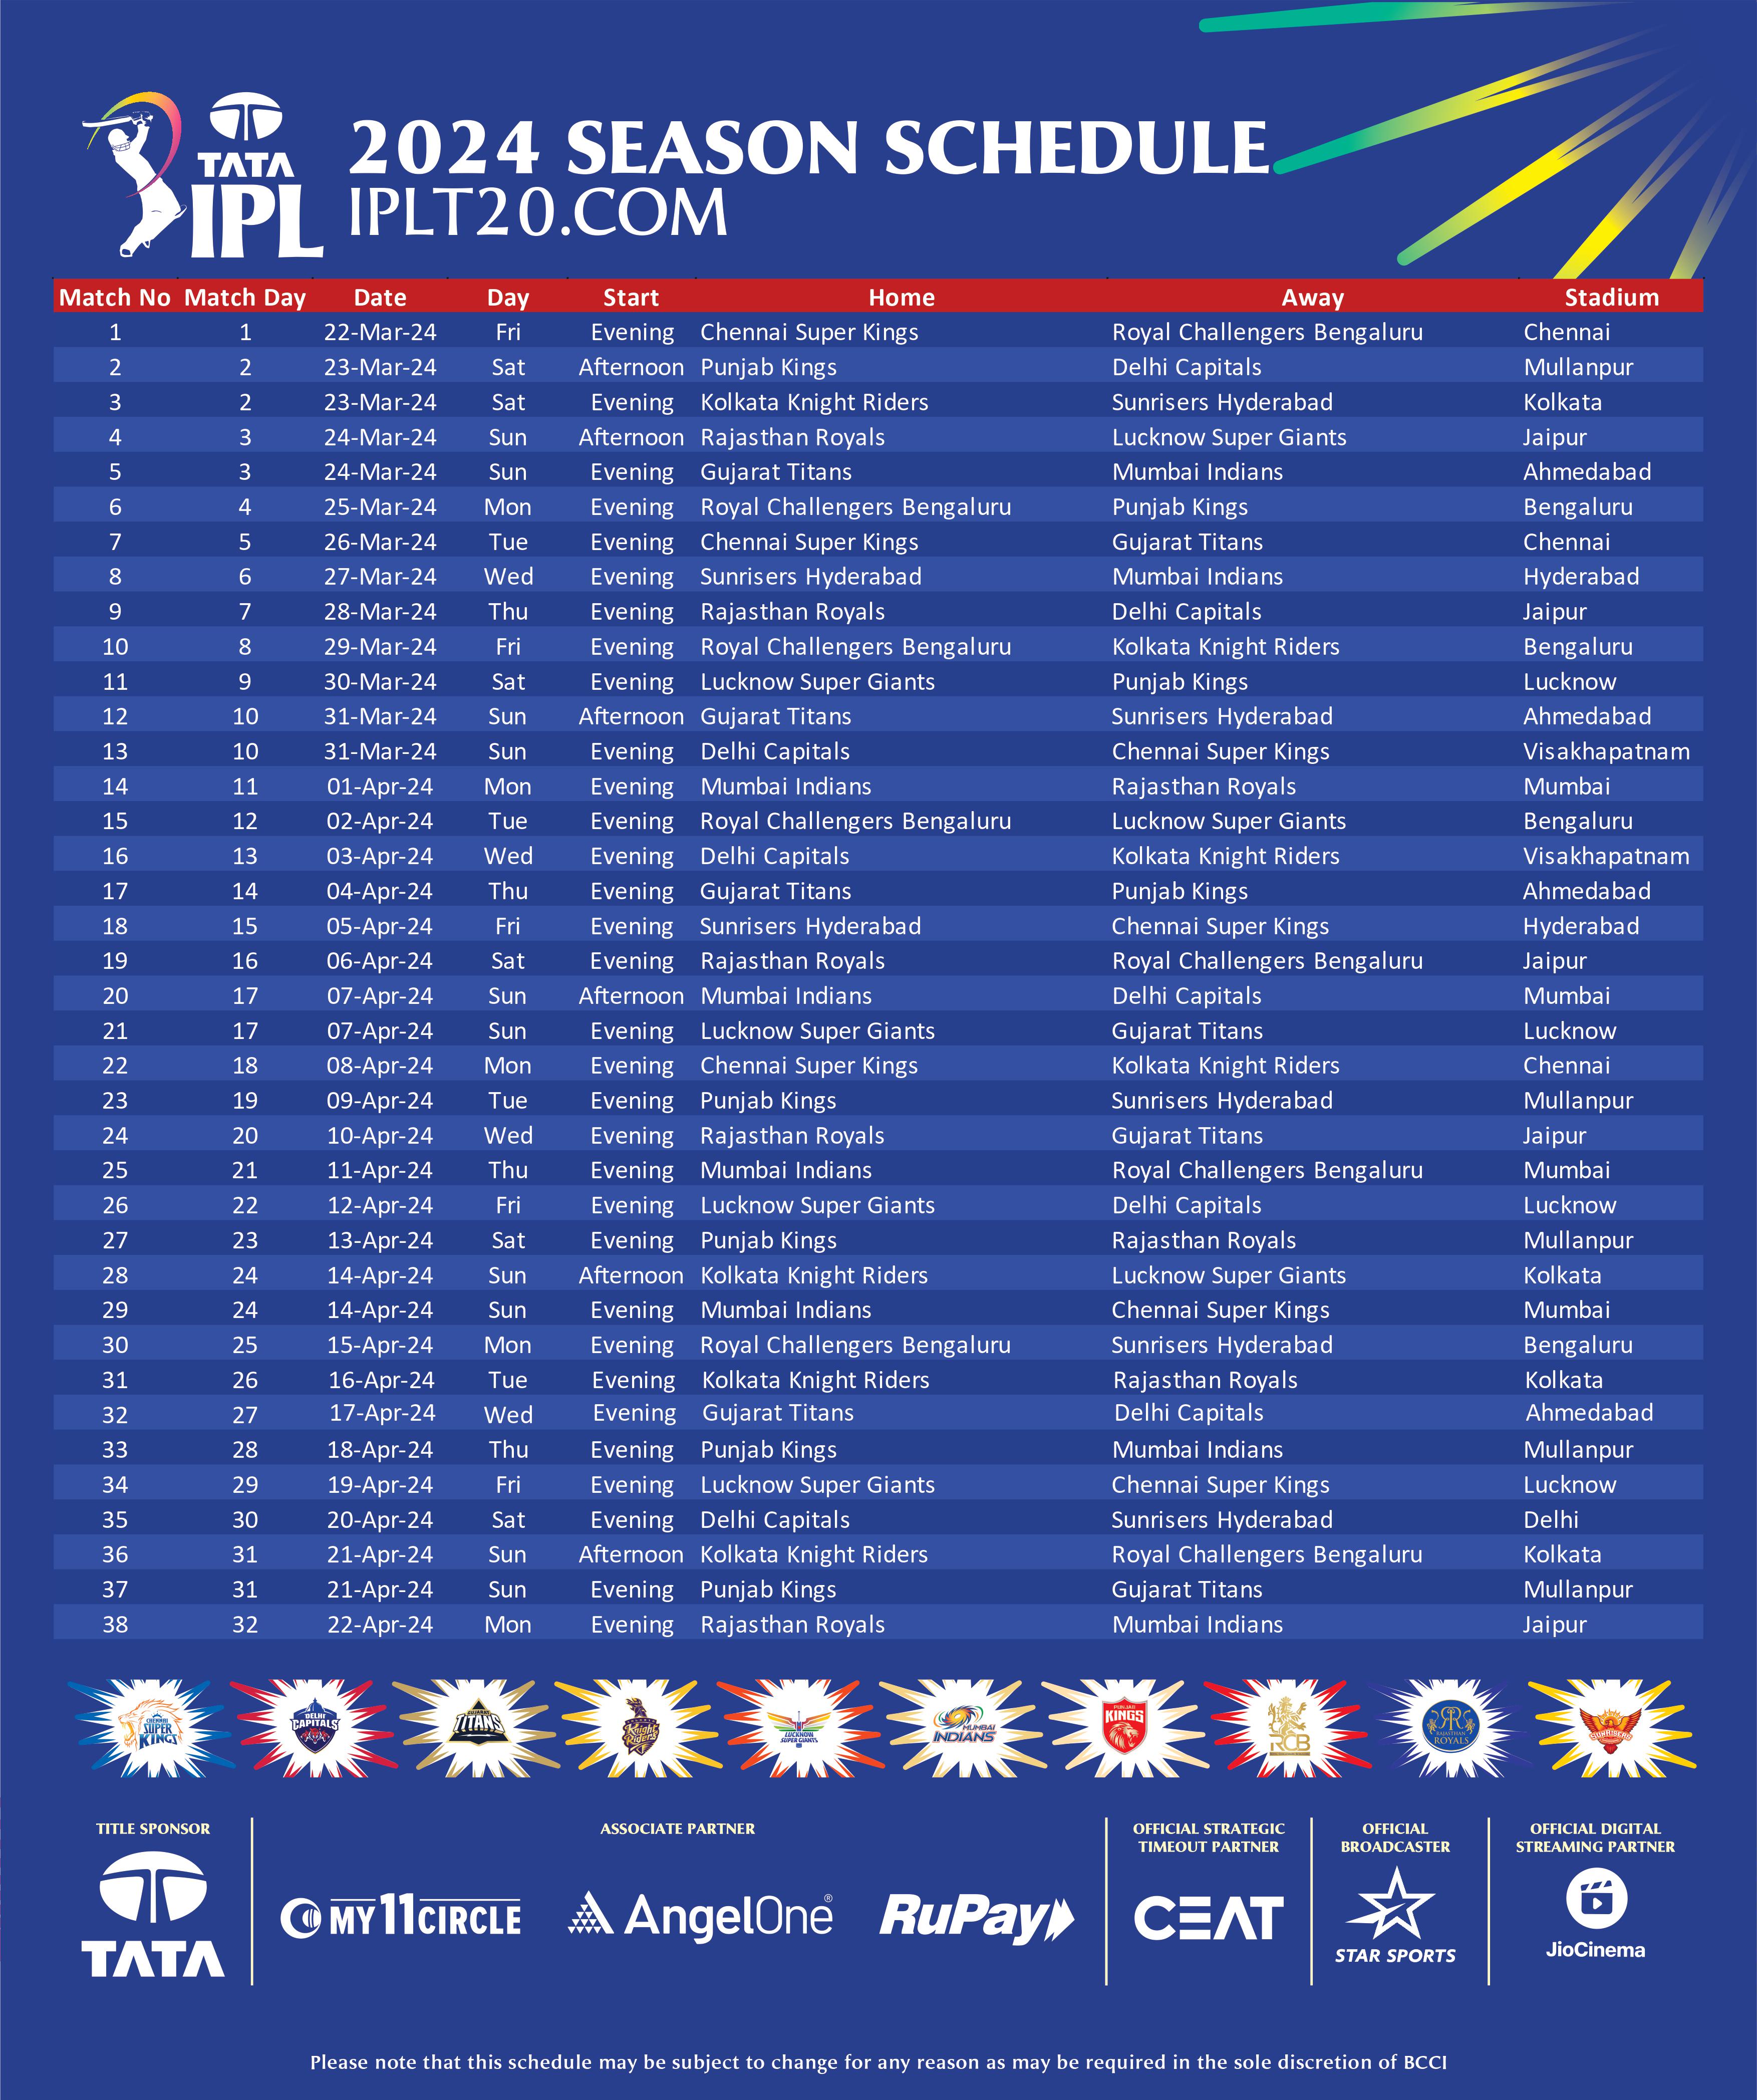 TATA
IPL
2024 SEASON SCHEDULE
IPLT20.COM
Match No Match Day Date Day Start Home Away Stadium
1 1 22-Mar-24 Fri Evening Chennai Super Kings Royal Challengers Bengaluru Chennai
2 2 23-Mar-24 Sat Afternoon Punjab Kings Delhi Capitals Mullanpur
3 2 23-Mar-24 Sat Evening Kolkata Knight Riders Sunrisers Hyderabad Kolkata
4 3 24-Mar-24 Sun Afternoon Rajasthan Royals Lucknow Super Giants Jaipur
5 3 24-Mar-24 Sun Evening Gujarat Titans Mumbai Indians Ahmedabad
6 4 25-Mar-24 Mon Evening Royal Challengers Bengaluru Punjab Kings Bengaluru
7 5 26-Mar-24 Tue Evening Chennai Super Kings Gujarat Titans Chennai
8 6 27-Mar-24 Wed Evening Sunrisers Hyderabad Mumbai Indians Hyderabad
9 7 28-Mar-24 Thu Evening Rajasthan Royals Delhi Capitals Jaipur
10 8 29-Mar-24 Fri Evening Royal Challengers Bengaluru Kolkata Knight Riders Bengaluru
11 9 30-Mar-24 Sat Evening Lucknow Super Giants Punjab Kings Lucknow
12 10 31-Mar-24 Sun Afternoon Gujarat Titans Sunrisers Hyderabad Ahmedabad
13 10 31-Mar-24 Sun Evening Delhi Capitals Chennai Super Kings Visakhapatnam
14 11 01-Apr-24 Mon Evening Mumbai Indians Rajasthan Royals Mumbai
15 12 02-Apr-24 Tue Evening Royal Challengers Bengaluru Lucknow Super Giants Bengaluru
16 13 03-Apr-24 Wed Evening Delhi Capitals Kolkata Knight Riders Visakhapatnam
17 14 04-Apr-24 Thu Evening Gujarat Titans Punjab Kings Ahmedabad
18 15 05-Apr-24 Fri Evening Sunrisers Hyderabad Chennai Super Kings Hyderabad
19 16 06-Apr-24 Sat Evening Rajasthan Royals Royal Challengers Bengaluru Jaipur
20 17 07-Apr-24 Sun Afternoon Mumbai Indians Delhi Capitals Mumbai
21 17 07-Apr-24 Sun Evening Lucknow Super Giants Gujarat Titans Lucknow
22 18 08-Apr-24 Mon Evening Chennai Super Kings Kolkata Knight Riders Chennai
23 19 09-Apr-24 Tue Evening Punjab Kings Sunrisers Hyderabad Mullanpur
24 20 10-Apr-24 Wed Evening Rajasthan Royals Gujarat Titans Jaipur
25 21 11-Apr-24 Thu Evening Mumbai Indians Royal Challengers Bengaluru Mumbai
26 22 12-Apr-24 Fri Evening Lucknow Super Giants Delhi Capitals Lucknow
27 23 13-Apr-24 Sat Evening Punjab Kings Rajasthan Royals Mullanpur
28 24 14-Apr-24 Sun Afternoon Kolkata Knight Riders Lucknow Super Giants Kolkata
29 24 14-Apr-24 Sun Evening Mumbai Indians Chennai Super Kings Mumbai
30 25 15-Apr-24 Mon Evening Royal Challengers Bengaluru Sunrisers Hyderabad Bengaluru
31 26 16-Apr-24 Tue Evening Kolkata Knight Riders Rajasthan Royals Kolkata
32 27 17-Apr-24 Wed Evening Gujarat Titans Delhi Capitals Ahmedabad
33 28 18-Apr-24 Thu Evening Punjab Kings Mumbai Indians Mullanpur
34 29 19-Apr-24 Fri Evening Lucknow Super Giants Chennai Super Kings Lucknow
35 30 20-Apr-24 Sat Evening Delhi Capitals Sunrisers Hyderabad Delhi
36 31 21-Apr-24 Sun Afternoon Kolkata Knight Riders Royal Challengers Bengaluru Kolkata
37 31 21-Apr-24 Sun Evening Punjab Kings Gujarat Titans Mullanpur
38 32 22-Apr-24 Mon Evening Rajasthan Royals Mumbai Indians Jaipur
CHENNAI SUPER KINGS
DELHI CAPITALS
GUJARAT TITANS
Knight Riders
LUCKNOW SUPER GIANTS
MUMBAI INDIANS
PUNJAB KINGS
RCB
RR RAJASTHAN ROYALS
SUNRISERS
TITLE SPONSOR
TATA
ASSOCIATE PARTNER
MY11CIRCLE
AngelOne®
RuPay
OFFICIAL STRATEGIC
TIMEOUT PARTNER
CEAT
OFFICIAL
BROADCASTER
STAR SPORTS
OFFICIAL DIGITAL
STREAMING PARTNER
JioCinema
Please note that this schedule may be subject to change for any reason as may be required in the sole discretion of BCCI